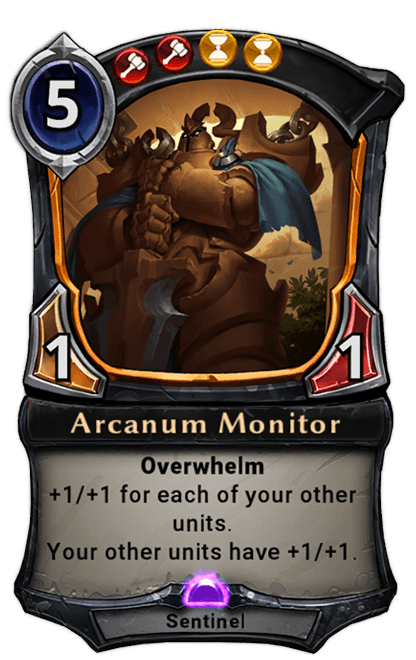 5
1
1
Arcanum Monitor
Overwhelm
+1/+1 for each of your other
units.
Your other units have +1/+1.
Sentinel